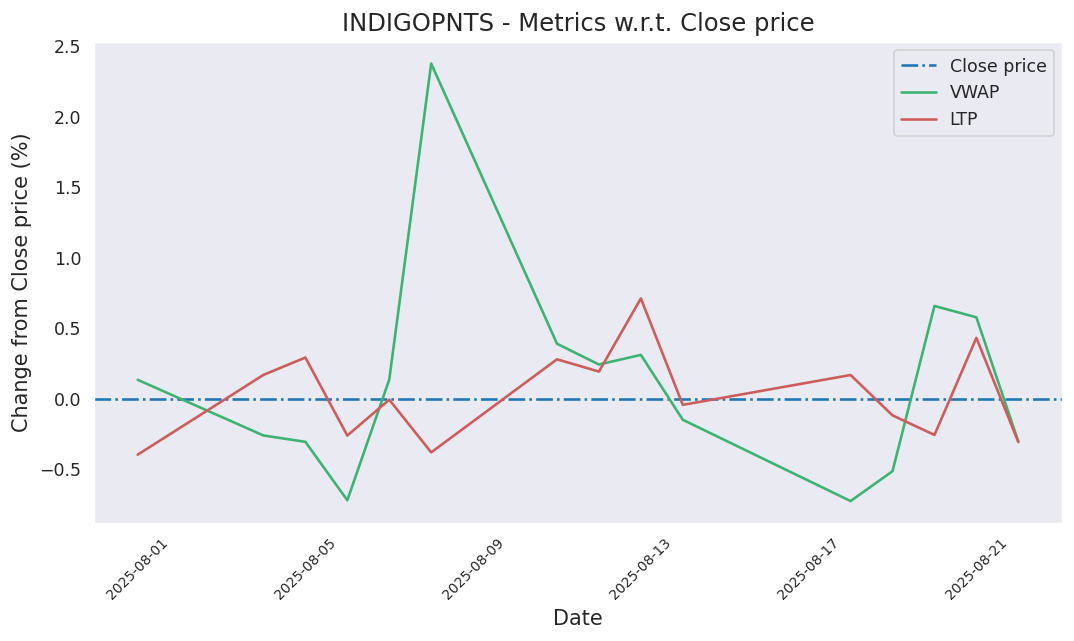 INDIGOPNTS - Metrics w.r.t. Close price
Change from Close price (%)
2.5
2.0
1.5
1.0
0.5
0.0
−0.5
Close price
VWAP
LTP
2025-08-01
2025-08-05
2025-08-09
2025-08-13
2025-08-17
2025-08-21
Date